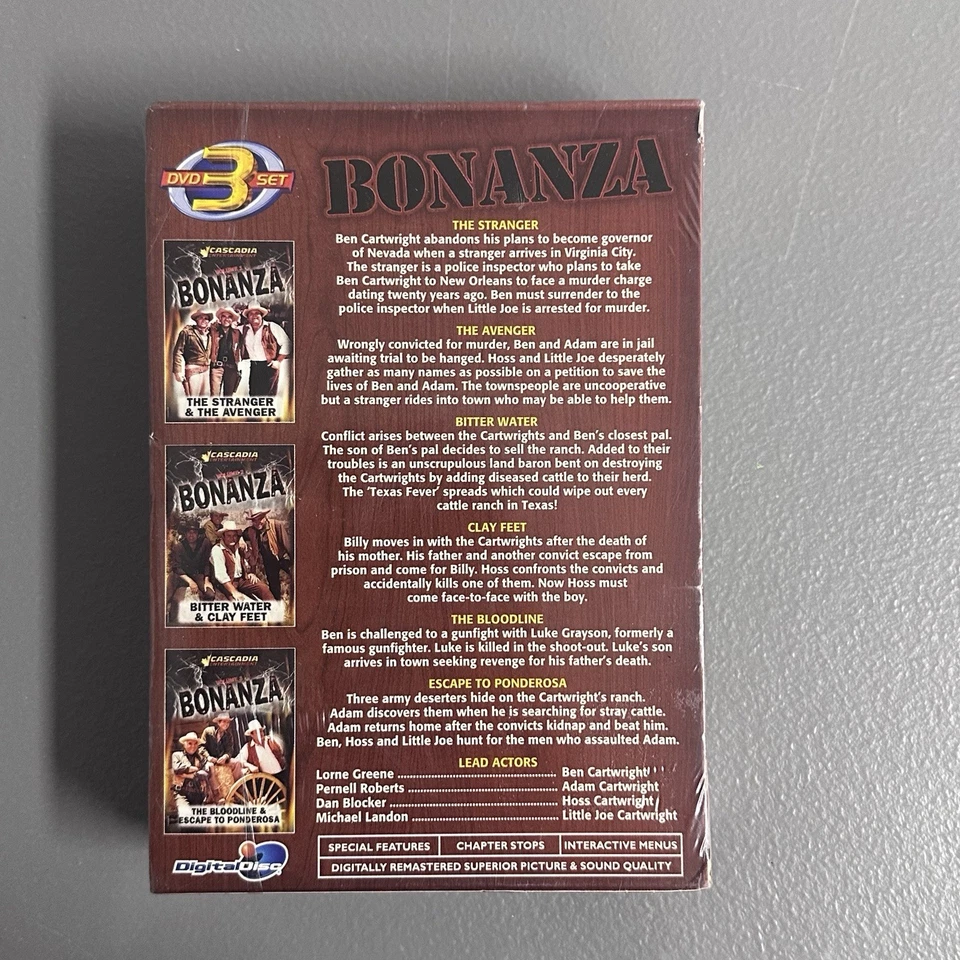 DVD 3 SET
BONANZA
THE STRANGER
Ben Cartwright abandons his plans to become governor
of Nevada when a stranger arrives in Virginia City.
The stranger is a police inspector who plans to take
Ben Cartwright to New Orleans to face a murder charge
dating twenty years ago. Ben must surrender to the
police inspector when Little Joe is arrested for murder.
THE AVENGER
Wrongly convicted for murder, Ben and Adam are in jail
awaiting trial to be hanged. Hoss and Little Joe desperately
gather as many names as possible on a petition to save the
lives of Ben and Adam. The townspeople are uncooperative
but a stranger rides into town who may be able to help them.
BITTER WATER
Conflict arises between the Cartwrights and Ben's closest pal.
The son of Ben's pal decides to sell the ranch. Added to their
troubles is an unscrupulous land baron bent on destroying
the Cartwrights by adding diseased cattle to their herd.
The 'Texas Fever' spreads which could wipe out every
cattle ranch in Texas!
CLAY FEET
Billy moves in with the Cartwrights after the death of
his mother. His father and another convict escape from
prison and come for Billy. Hoss confronts the convicts and
accidentally kills one of them. Now Hoss must
come face-to-face with the boy.
THE BLOODLINE
Ben is challenged to a gunfight with Luke Grayson, formerly a
famous gunfighter. Luke is killed in the shoot-out. Luke's son
arrives in town seeking revenge for his father's death.
ESCAPE TO PONDEROSA
Three army deserters hide on the Cartwright's ranch.
Adam discovers them when he is searching for stray cattle.
Adam returns home after the convicts kidnap and beat him.
Ben, Hoss and Little Joe hunt for the men who assaulted Adam.
LEAD ACTORS
Lorne Greene ........ Ben Cartwright
Pernell Roberts ........ Adam Cartwright
Dan Blocker ........ Hoss Cartwright
Michael Landon ........ Little Joe Cartwright
SPECIAL FEATURES CHAPTER STOPS INTERACTIVE MENUS
DIGITALLY REMASTERED SUPERIOR PICTURE & SOUND QUALITY
CASCADIA
ENTERTAINMENT
BONANZA
THE STRANGER
& THE AVENGER
CASCADIA
ENTERTAINMENT
BONANZA
BITTER WATER
& CLAY FEET
CASCADIA
ENTERTAINMENT
BONANZA
THE BLOODLINE &
ESCAPE TO PONDEROSA
DigitalDisc